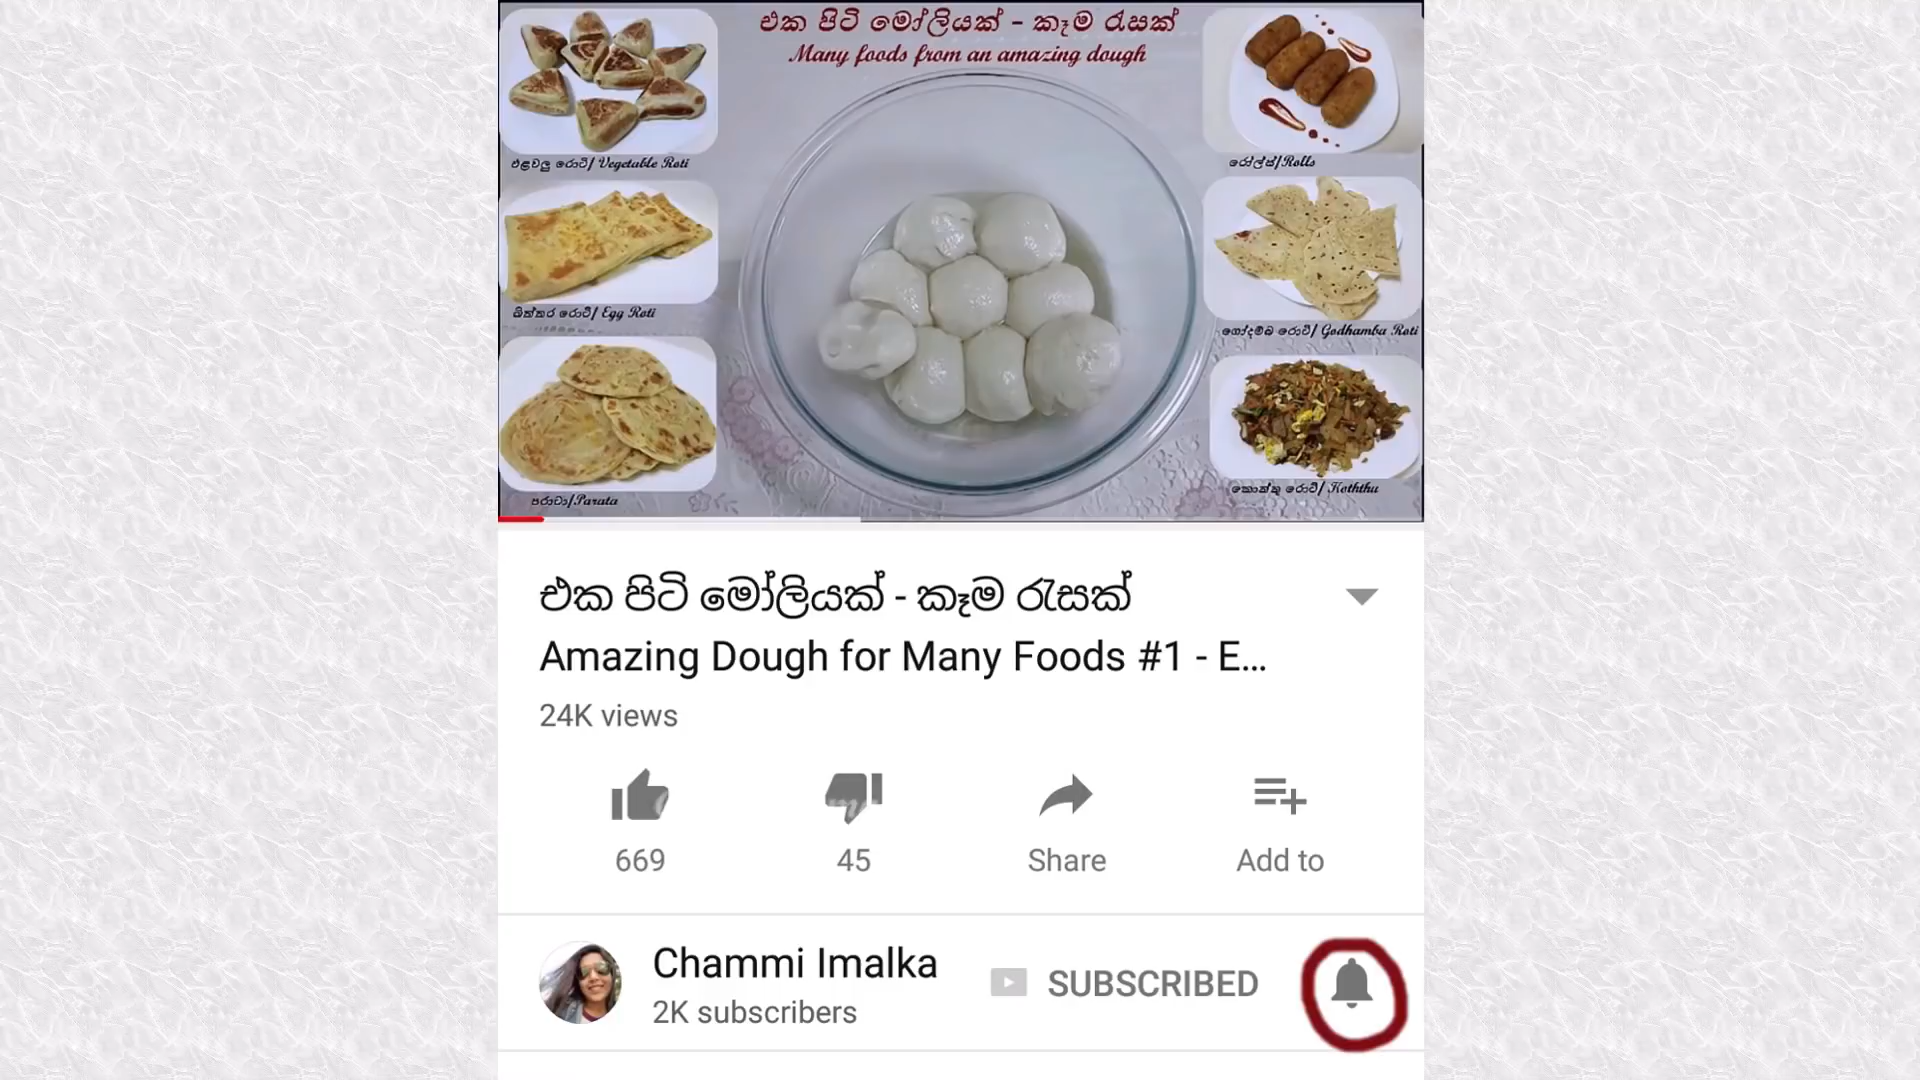 එක පිටි මෝලියක් - කෑම රැසක්
Many foods from an amazing dough
එළවලු රොටි/ Vegetable Roti
රෝල්ස්/Rolls
බිත්තර රොටි/ Egg Roti
ගෝදම්බ රොටි/ Godhamba Roti
පරාටා/Parata
කොත්තු රොටි/ Koththu
එක පිටි මෝලියක් - කෑම රැසක්
Amazing Dough for Many Foods #1 - E...
24K views
669
45
Share
Add to
Chammi Imalka
SUBSCRIBED
2K subscribers